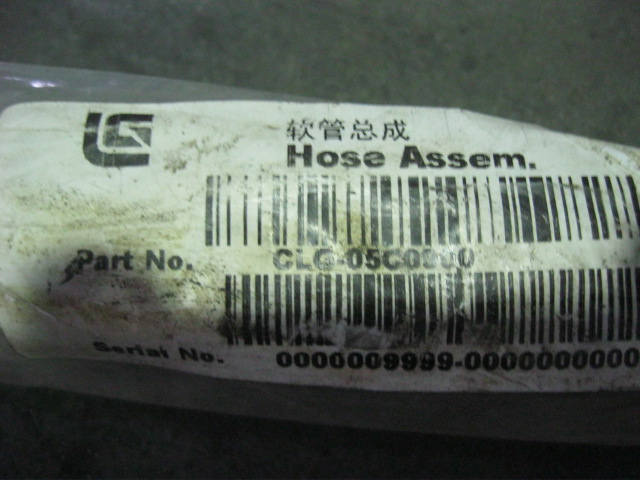 软管总成
Hose Assem.
Part No.
Serial No. 0000009999-0000000000